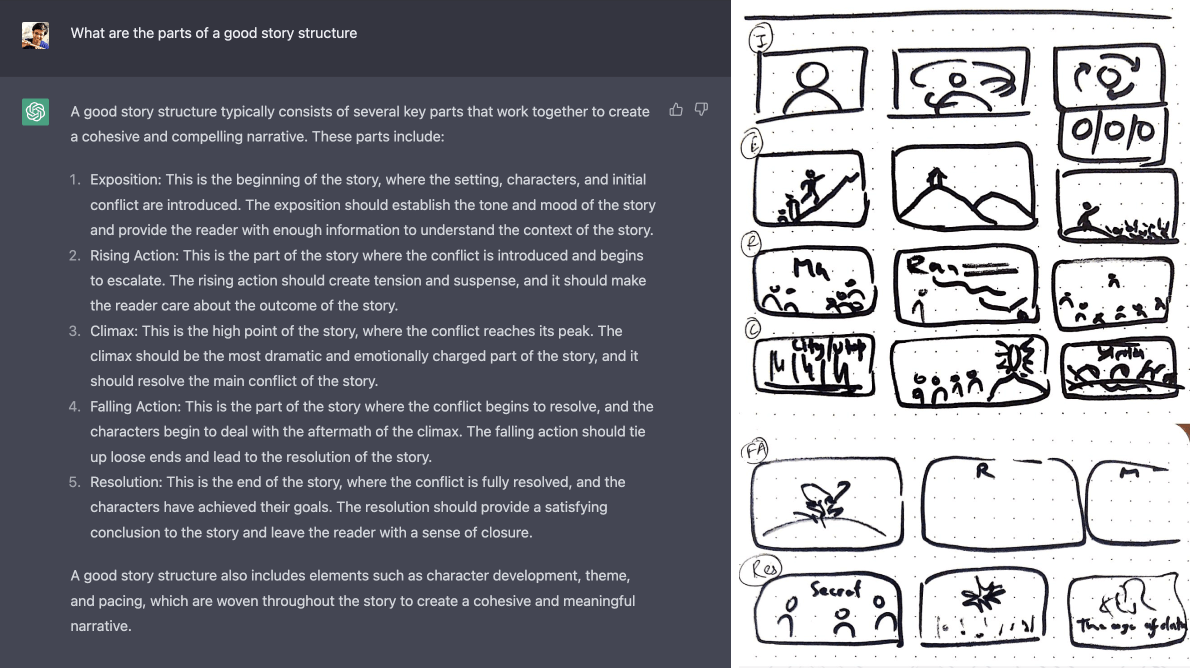 What are the parts of a good story structure
A good story structure typically consists of several key parts that work together to create
a cohesive and compelling narrative. These parts include:
1. Exposition: This is the beginning of the story, where the setting, characters, and initial
conflict are introduced. The exposition should establish the tone and mood of the story
and provide the reader with enough information to understand the context of the story.
2. Rising Action: This is the part of the story where the conflict is introduced and begins
to escalate. The rising action should create tension and suspense, and it should make
the reader care about the outcome of the story.
3. Climax: This is the high point of the story, where the conflict reaches its peak. The
climax should be the most dramatic and emotionally charged part of the story, and it
should resolve the main conflict of the story.
4. Falling Action: This is the part of the story where the conflict begins to resolve, and the
characters begin to deal with the aftermath of the climax. The falling action should tie
up loose ends and lead to the resolution of the story.
5. Resolution: This is the end of the story, where the conflict is fully resolved, and the
characters have achieved their goals. The resolution should provide a satisfying
conclusion to the story and leave the reader with a sense of closure.
A good story structure also includes elements such as character development, theme,
and pacing, which are woven throughout the story to create a cohesive and meaningful
narrative.
I
0/0/0
E
R
Ma
Ran
C
FA
R
M
Res
Secret
The age of data